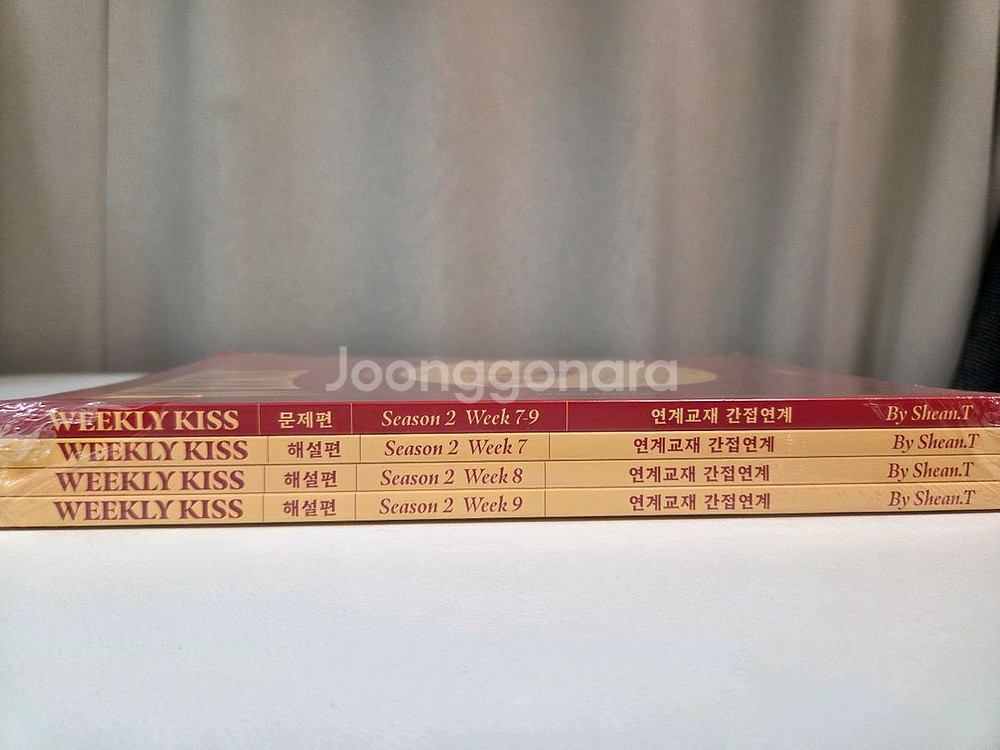 Joonggonara
WEEKLY KISS 문제편 Season 2 Week 7-9 연계교재 간접연계 By Shean.T
WEEKLY KISS 해설편 Season 2 Week 7 연계교재 간접연계 By Shean.T
WEEKLY KISS 해설편 Season 2 Week 8 연계교재 간접연계 By Shean.T
WEEKLY KISS 해설편 Season 2 Week 9 연계교재 간접연계 By Shean.T